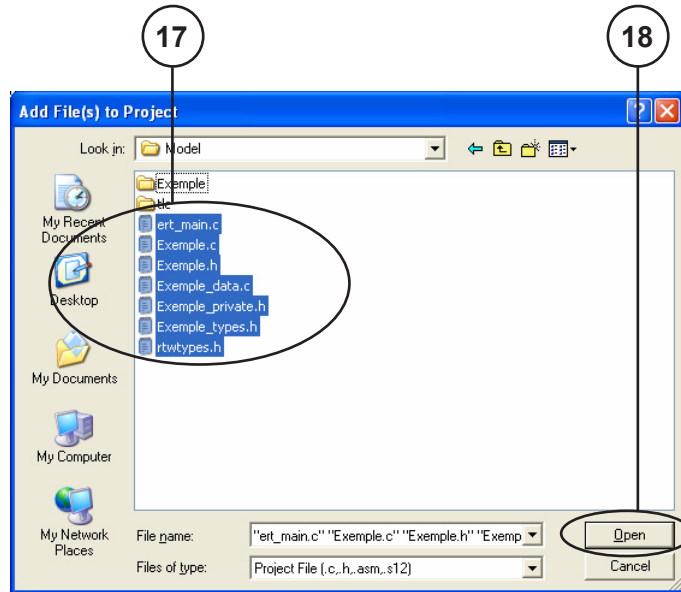 17
18
Add File(s) to Project
Look in:
Model
Exemple
tlc
ert_main.c
Exemple.c
Exemple.h
Exemple_data.c
Exemple_private.h
Exemple_types.h
rtwtypes.h
My Recent
Documents
Desktop
My Documents
My Computer
My Network
Places
File name:
"ert_main.c" "Exemple.c" "Exemple.h" "Exemp
Open
Files of type:
Project File (.c,.h,.asm,.s12)
Cancel